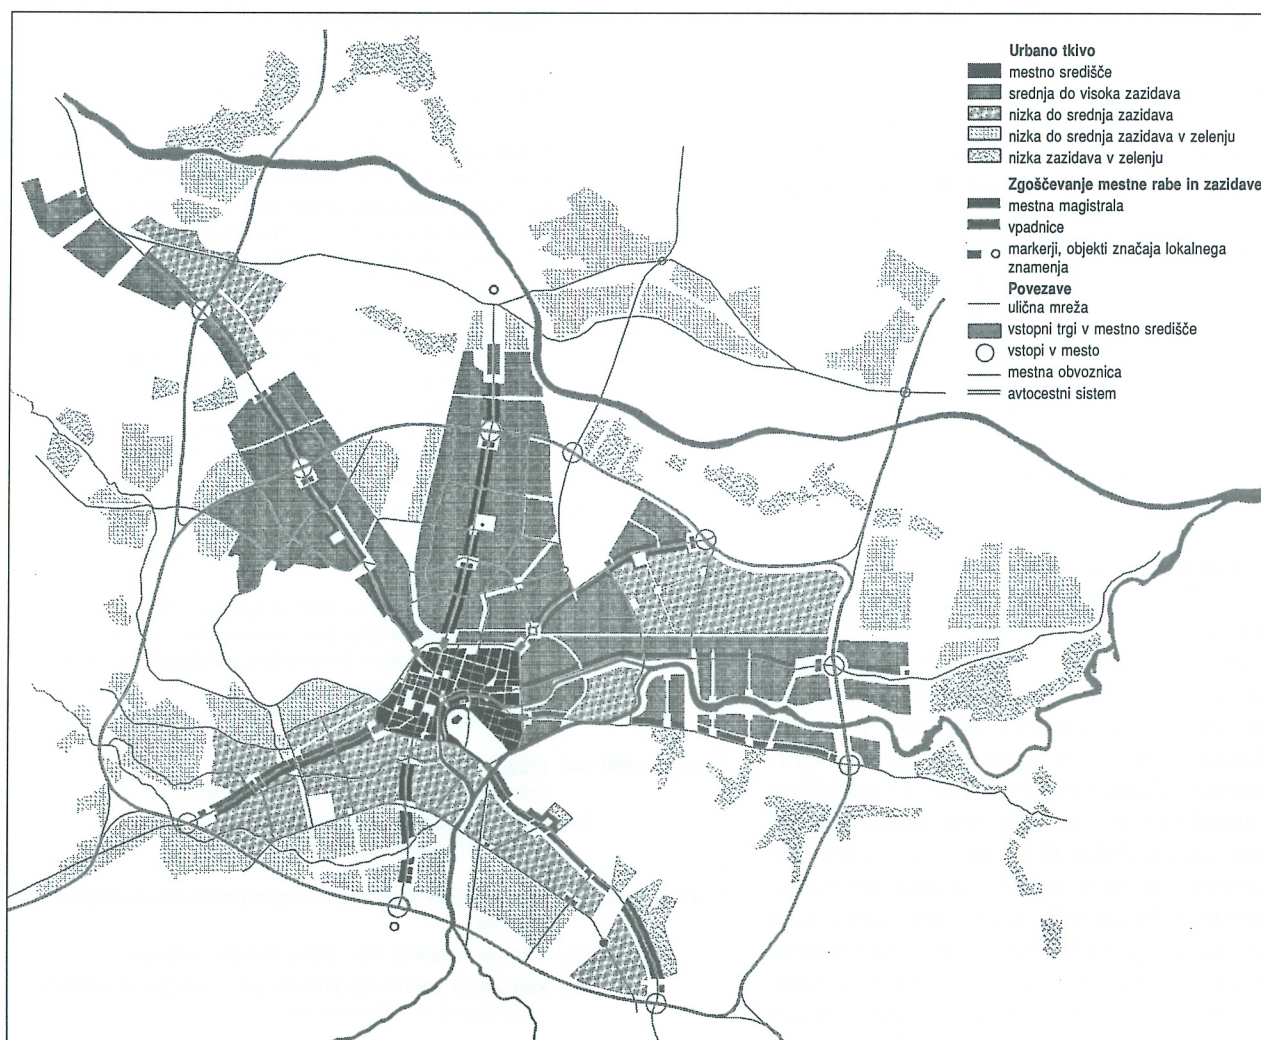 Urbano tkivo
mestno središče
srednja do visoka zazidava
nizka do srednja zazidava
nizka do srednja zazidava v zelenju
nizka zazidava v zelenju
Zgoščevanje mestne rabe in zazidave
mestna magistrala
vpadnice
markerji, objekti značaja lokalnega
znamenja
Povezave
ulična mreža
vstopni trgi v mestno središče
vstopi v mesto
mestna obvoznica
avtocestni sistem